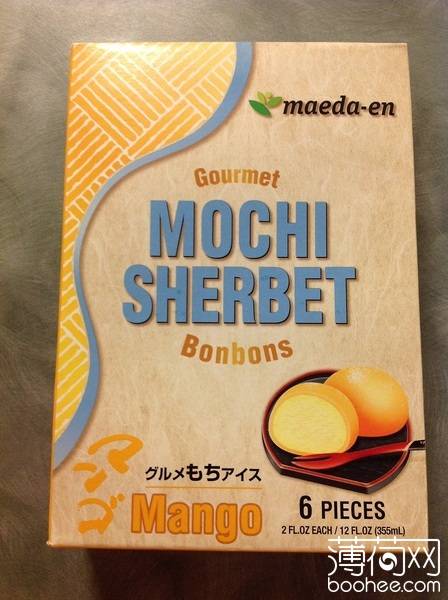 maeda-en
Gourmet
MOCHI
SHERBET
Bonbons
マンゴ
グルメもちアイス
Mango
6 PIECES
2 FL.OZ EACH / 12 FL.OZ (355mL)
薄荷网
boohee.com